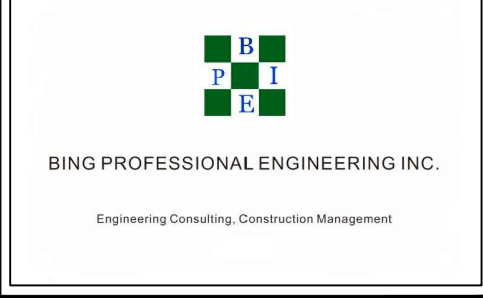 B
P I
E
BING PROFESSIONAL ENGINEERING INC.
Engineering Consulting, Construction Management